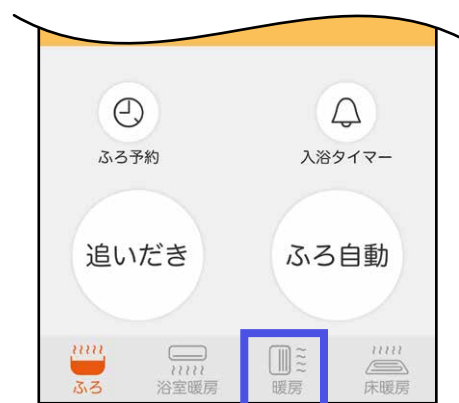 ふろ予約
入浴タイマー
追いだき
ふろ自動
ふろ
浴室暖房
暖房
床暖房